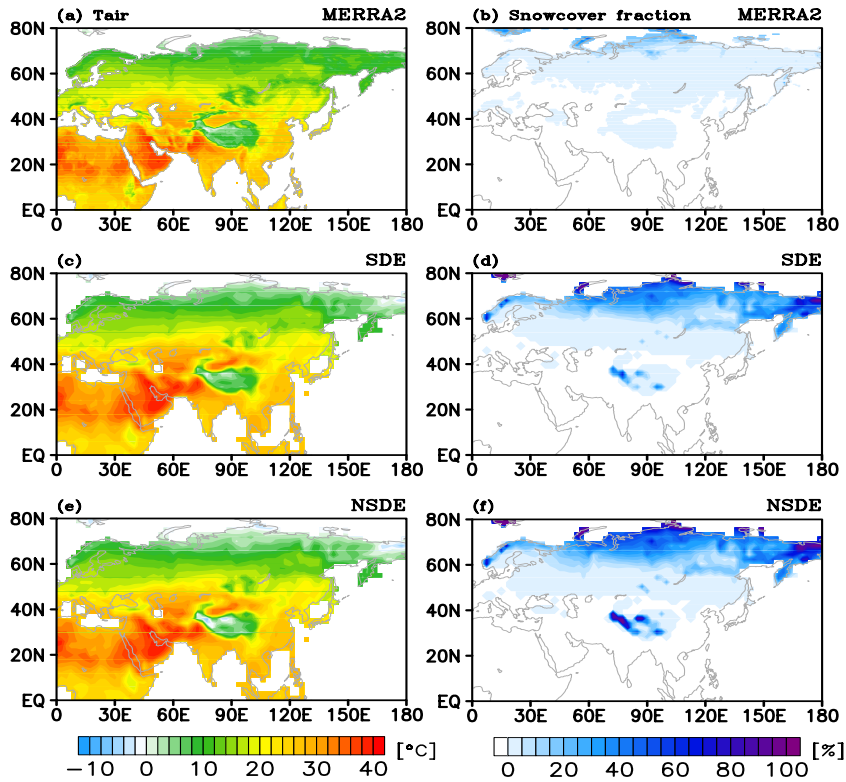 (a) Tair MERRA2 (b) Snowcover fraction MERRA2
80N 80N
60N 60N
40N 40N
20N 20N
EQ EQ
0 30E 60E 90E 120E 150E 180 0 30E 60E 90E 120E 150E 180
(c) SDE (d) SDE
80N 80N
60N 60N
40N 40N
20N 20N
EQ EQ
0 30E 60E 90E 120E 150E 180 0 30E 60E 90E 120E 150E 180
(e) NSDE (f) NSDE
80N 80N
60N 60N
40N 40N
20N 20N
EQ EQ
0 30E 60E 90E 120E 150E 180 0 30E 60E 90E 120E 150E 180
[°C] [%]
−10 0 10 20 30 40 0 20 40 60 80 100